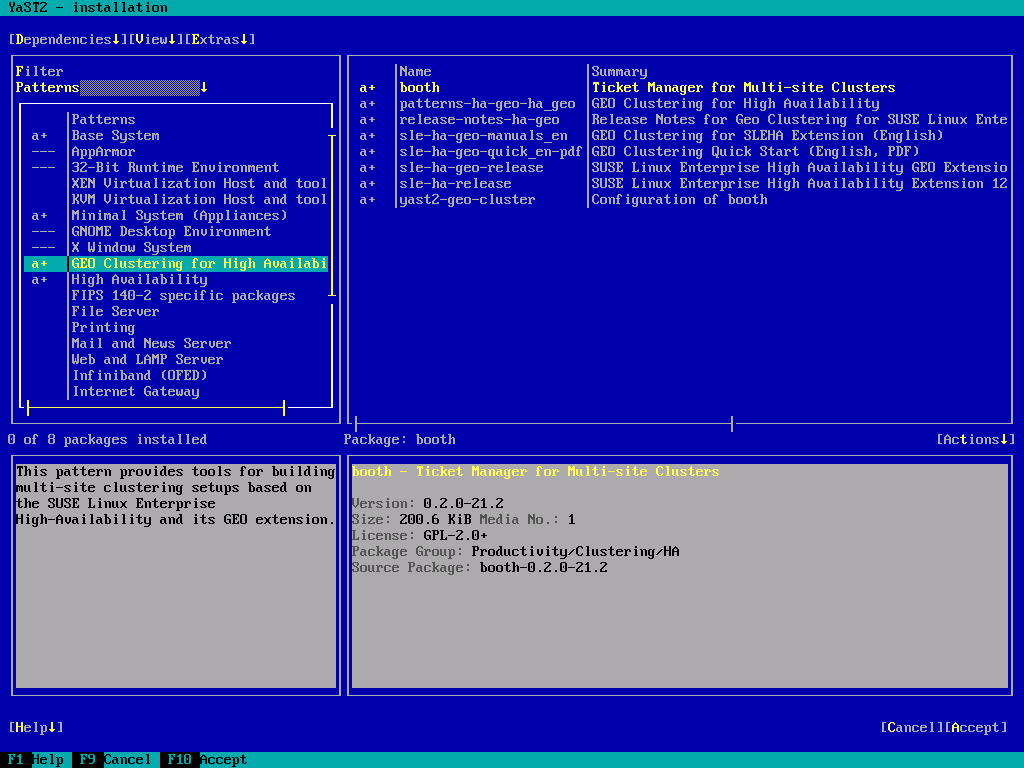 YaST2 - installation
[Dependencies↓][View↓][Extras↓]
Filter
Patterns ↓
Patterns
a+ Base System
--- AppArmor
--- 32-Bit Runtime Environment
XEN Virtualization Host and tool
KVM Virtualization Host and tool
a+ Minimal System (Appliances)
--- GNOME Desktop Environment
--- X Window System
a+ GEO Clustering for High Availabi
a+ High Availability
FIPS 140-2 specific packages
File Server
Printing
Mail and News Server
Web and LAMP Server
Infiniband (OFED)
Internet Gateway
Name Summary
a+ booth Ticket Manager for Multi-site Clusters
a+ patterns-ha-geo-ha_geo GEO Clustering for High Availability
a+ release-notes-ha-geo Release Notes for Geo Clustering for SUSE Linux Ente
a+ sle-ha-geo-manuals_en GEO Clustering for SLEHA Extension (English)
a+ sle-ha-geo-quick_en-pdf GEO Clustering Quick Start (English, PDF)
a+ sle-ha-geo-release SUSE Linux Enterprise High Availability GEO Extensio
a+ sle-ha-release SUSE Linux Enterprise High Availability Extension 12
a+ yast2-geo-cluster Configuration of booth
0 of 8 packages installed
Package: booth
[Actions↓]
This pattern provides tools for building
multi-site clustering setups based on
the SUSE Linux Enterprise
High-Availability and its GEO extension.
booth - Ticket Manager for Multi-site Clusters
Version: 0.2.0-21.2
Size: 200.6 KiB Media No.: 1
License: GPL-2.0+
Package Group: Productivity/Clustering/HA
Source Package: booth-0.2.0-21.2
[Help↓]
[Cancel][Accept]
F1 Help F9 Cancel F10 Accept